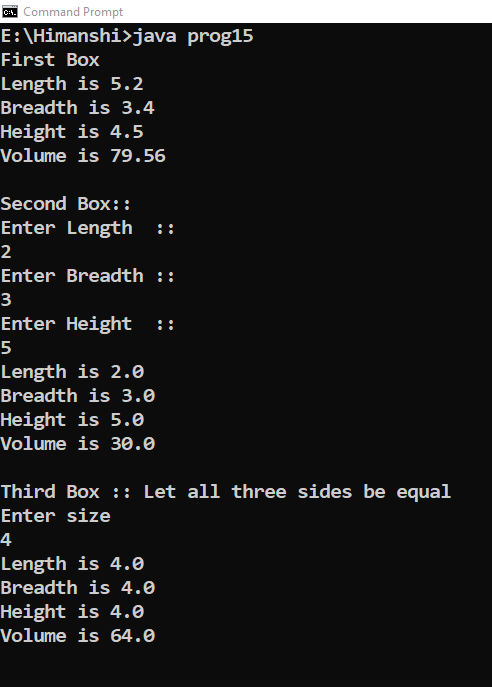 Command Prompt
E:\Himanshi>java prog15
First Box
Length is 5.2
Breadth is 3.4
Height is 4.5
Volume is 79.56
Second Box::
Enter Length  ::
2
Enter Breadth ::
3
Enter Height  ::
5
Length is 2.0
Breadth is 3.0
Height is 5.0
Volume is 30.0
Third Box :: Let all three sides be equal
Enter size
4
Length is 4.0
Breadth is 4.0
Height is 4.0
Volume is 64.0